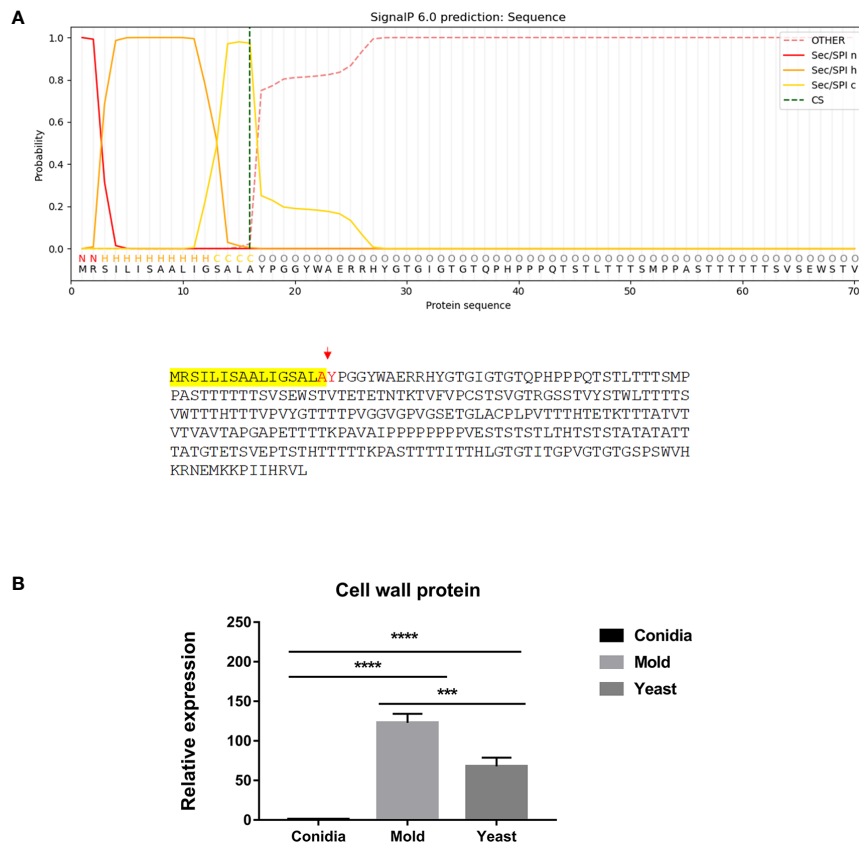 A
SignalP 6.0 prediction: Sequence
Probability
1.0
0.8
0.6
0.4
0.2
0.0
OTHER
Sec/SPI n
Sec/SPI h
Sec/SPI c
CS
NNHHHHHHHHHHCCCCOOOOOOOOOOOOOOOOOOOOOOOOOOOOOOOOOOOOOOOOOOOOOOOOOOOOOO
MRSILISAALIGSALAYPGGYWAERRHYGTGIGTGTQPHPPPQTSTLTTTSMPPASTTTTTTSVSEWSTV
0 10 20 30 40 50 60 70
Protein sequence
MRSILISAALIGSALAYPGGYWAERRHYGTGIGTGTQPHPPPQTSTLTTTSMP
PASTTTTTTSVSEWSTVTETETNTKTVFVPCSTSVGTRGSSTVYSTWLTTTTS
VWTTTHTTTVPVYGTTTTPVGGVGPVGSETGLACPLPVTTTHTETKTTTATVT
VTVAVTAPGAPETTTTKPAVAIPPPPPPPPVESTSTSTLTHTSTSTATATATT
TATGTETSVEPTSTHTTTTTKPASTTTTITTTHLGTGTITGPVGTGTGSPSWVH
KRNEMKKPIIHRVL
B
Cell wall protein
Relative expression
250
200
150
100
50
0
****
****
***
Conidia Mold Yeast
Conidia
Mold
Yeast